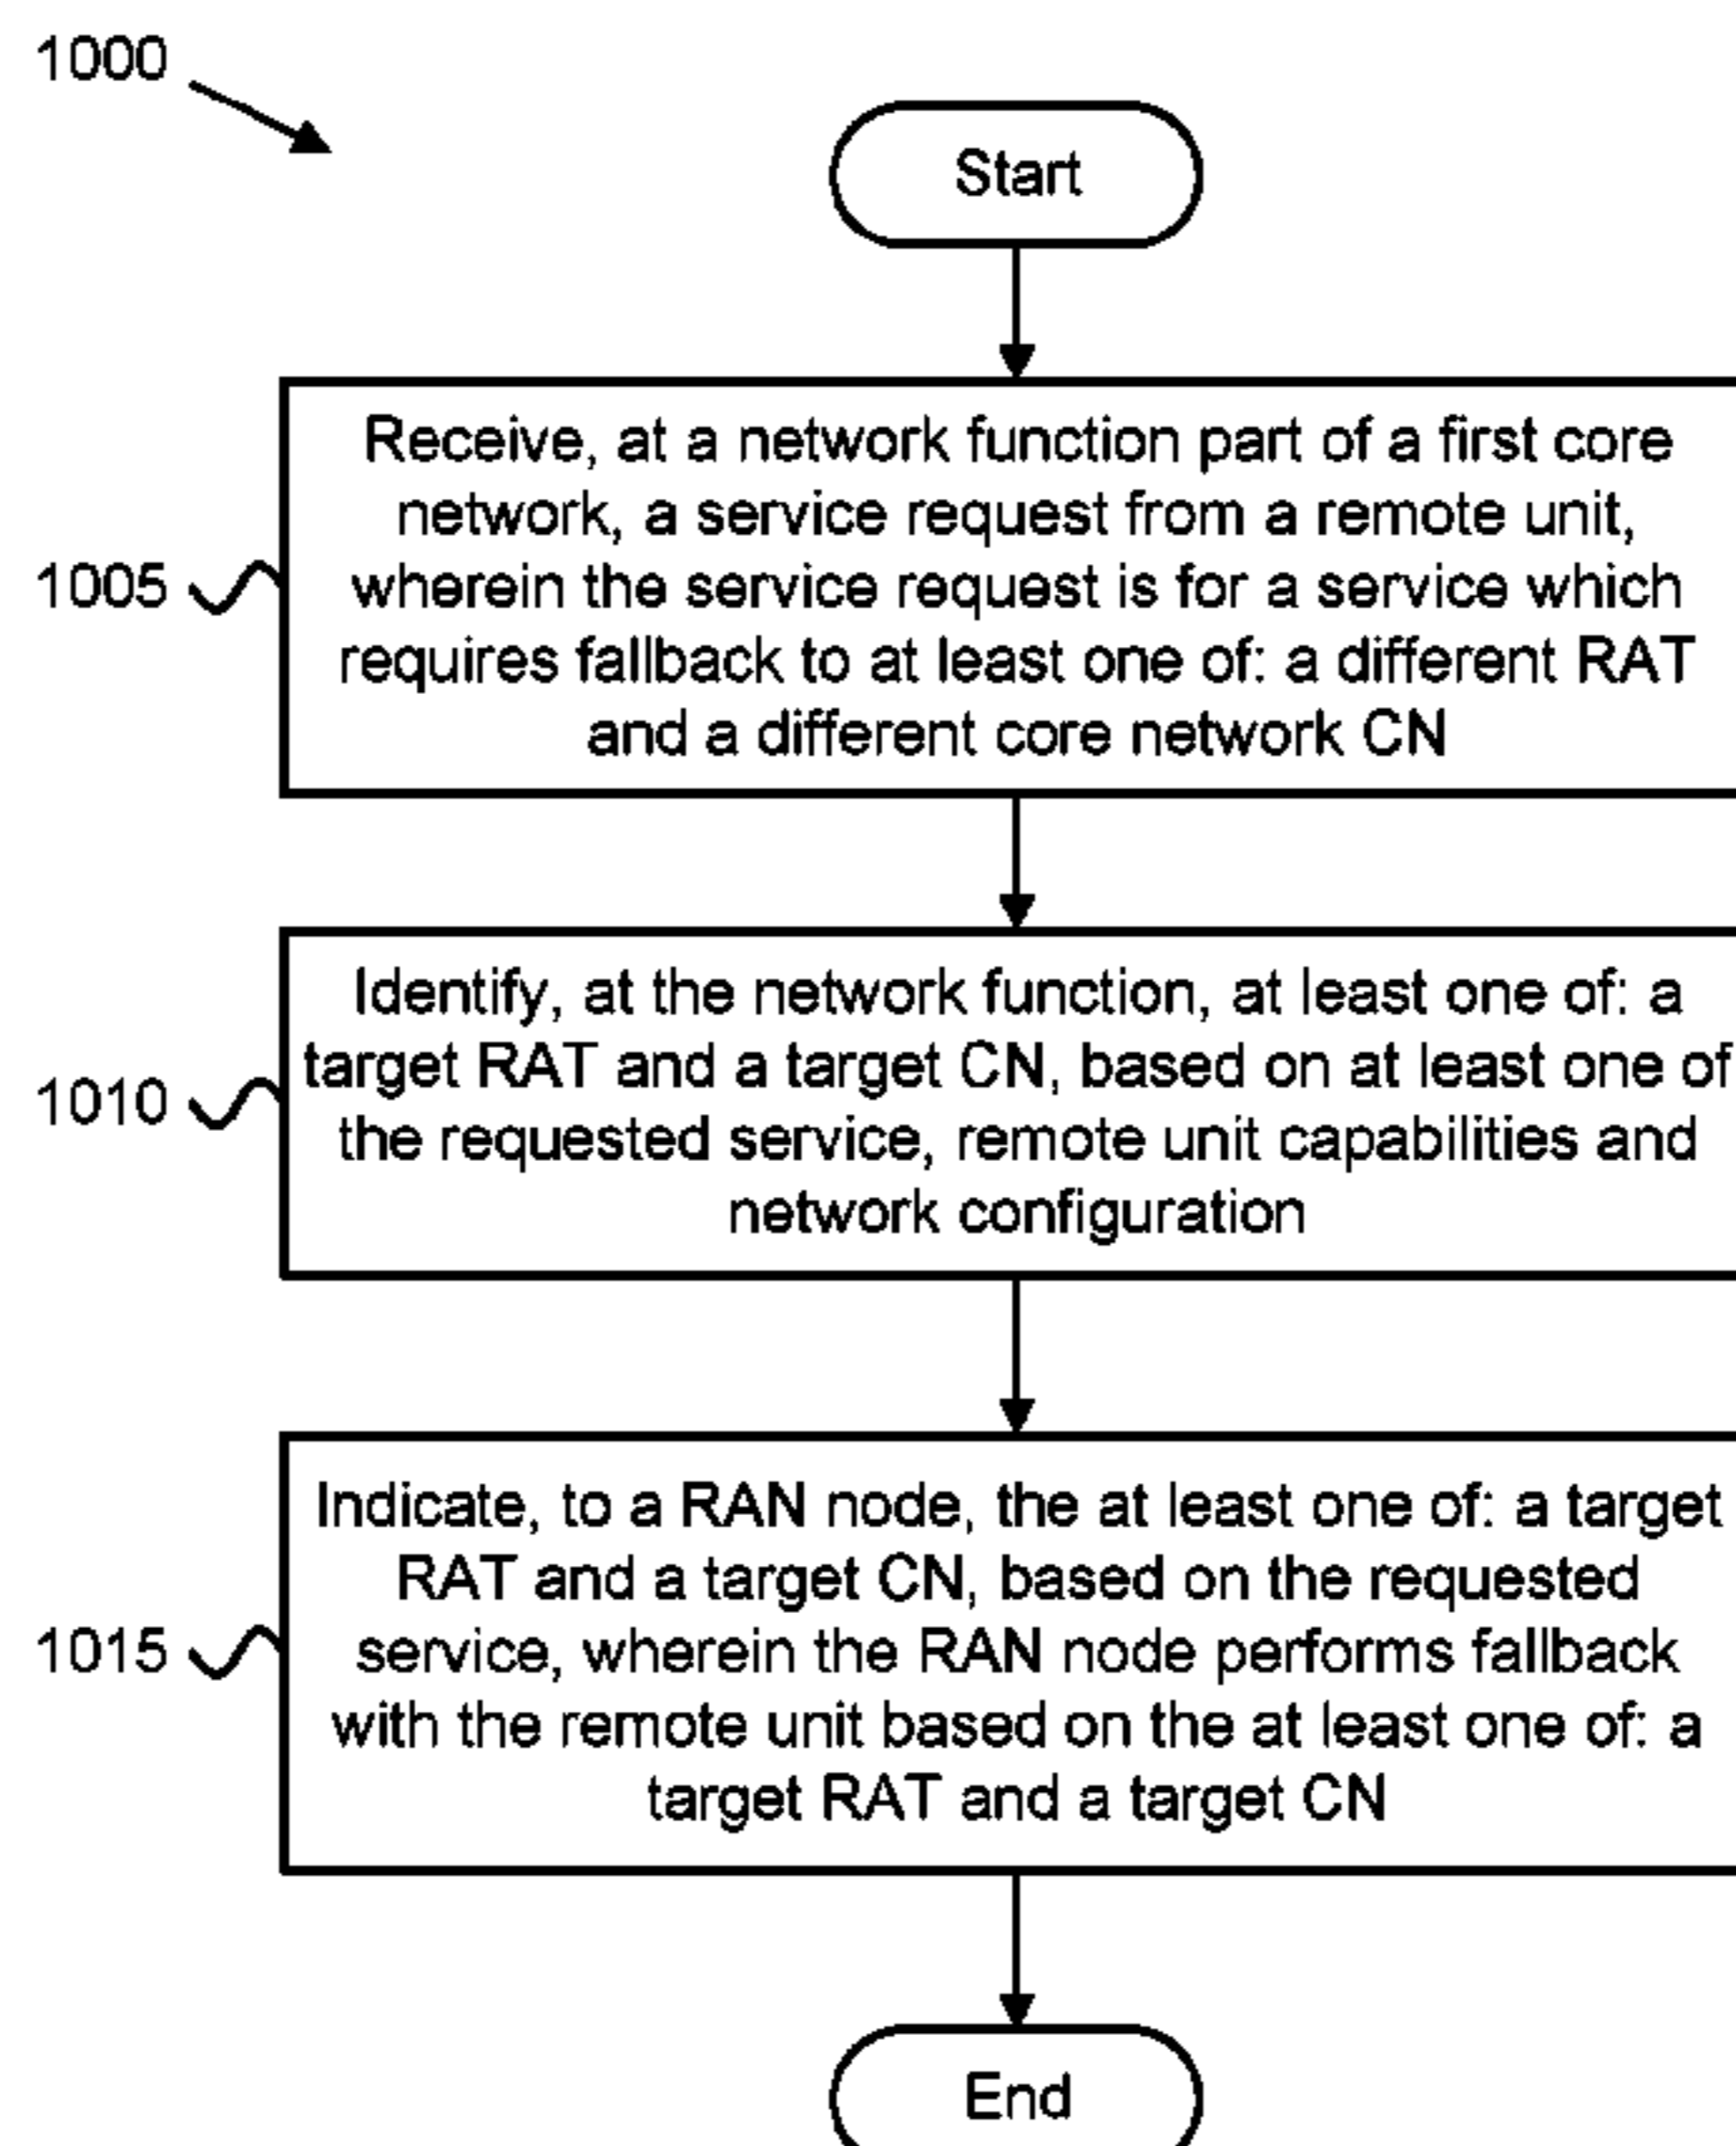 1000
Start
1005
Receive, at a network function part of a first core
network, a service request from a remote unit,
wherein the service request is for a service which
requires fallback to at least one of: a different RAT
and a different core network CN
1010
Identify, at the network function, at least one of: a
target RAT and a target CN, based on at least one of
the requested service, remote unit capabilities and
network configuration
1015
Indicate, to a RAN node, the at least one of: a target
RAT and a target CN, based on the requested
service, wherein the RAN node performs fallback
with the remote unit based on the at least one of: a
target RAT and a target CN
End